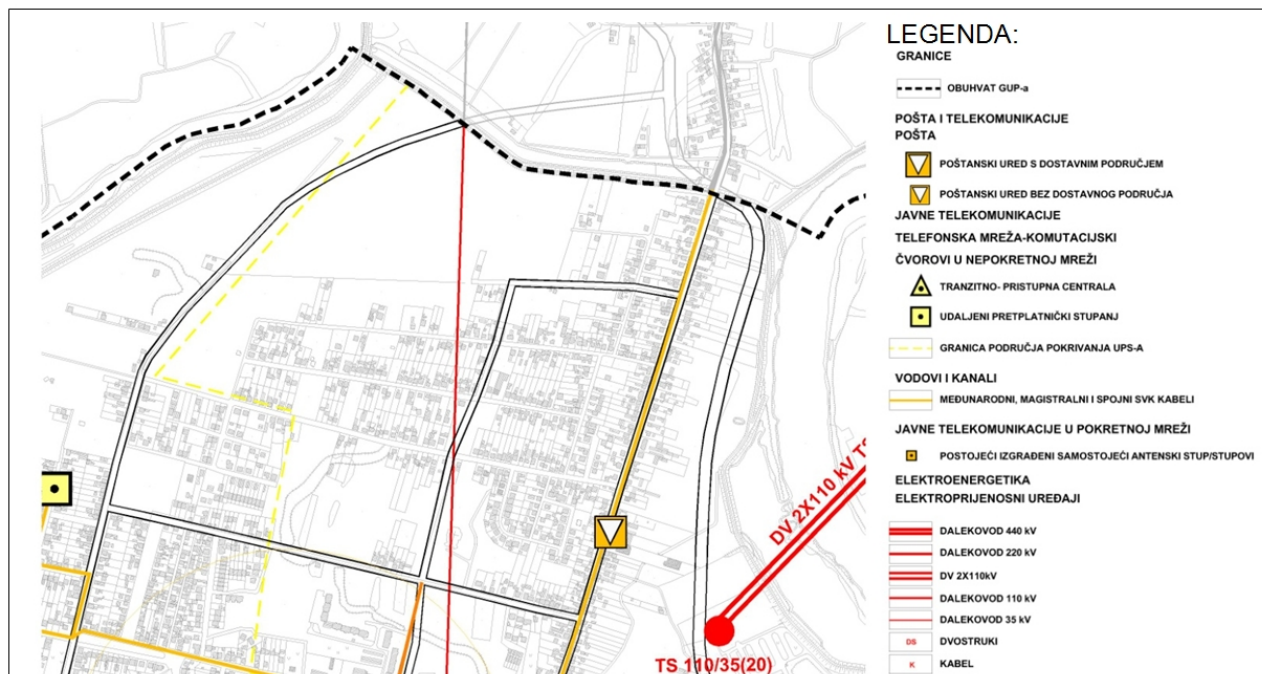 DV 2X110 kV TS
TS 110/35(20)
LEGENDA:
GRANICE
OBUHVAT GUP-a
POŠTA I TELEKOMUNIKACIJE
POŠTA
POŠTANSKI URED S DOSTAVNIM PODRUČJEM
POŠTANSKI URED BEZ DOSTAVNOG PODRUČJA
JAVNE TELEKOMUNIKACIJE
TELEFONSKA MREŽA-KOMUTACIJSKI
ČVOROVI U NEPOKRETNOJ MREŽI
TRANZITNO- PRISTUPNA CENTRALA
UDALJENI PRETPLATNIČKI STUPANJ
GRANICA PODRUČJA POKRIVANJA UPS-A
VODOVI I KANALI
MEĐUNARODNI, MAGISTRALNI I SPOJNI SVK KABELI
JAVNE TELEKOMUNIKACIJE U POKRETNOJ MREŽI
POSTOJEĆI IZGRAĐENI SAMOSTOJEĆI ANTENSKI STUP/STUPOVI
ELEKTROENERGETIKA
ELEKTROPRIJENOSNI UREĐAJI
DALEKOVOD 440 kV
DALEKOVOD 220 kV
DV 2X110kV
DALEKOVOD 110 kV
DALEKOVOD 35 kV
DS DVOSTRUKI
K KABEL